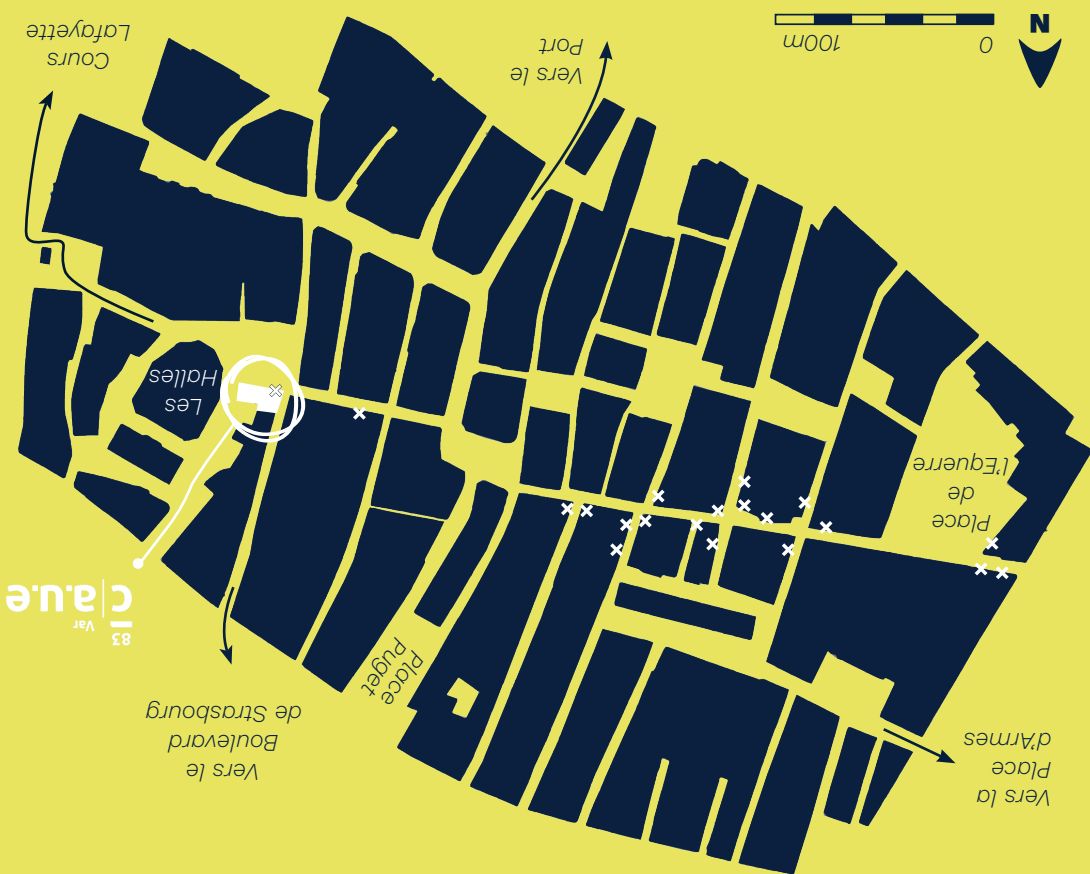 Vers la
Place
d'Armes
Vers le
Boulevard
de Strasbourg
Place
Puget
83
Var
c a.u.e
Place
de
l'Equerre
Les
Halles
Vers le
Port
Cours
Lafayette
N
0 100m